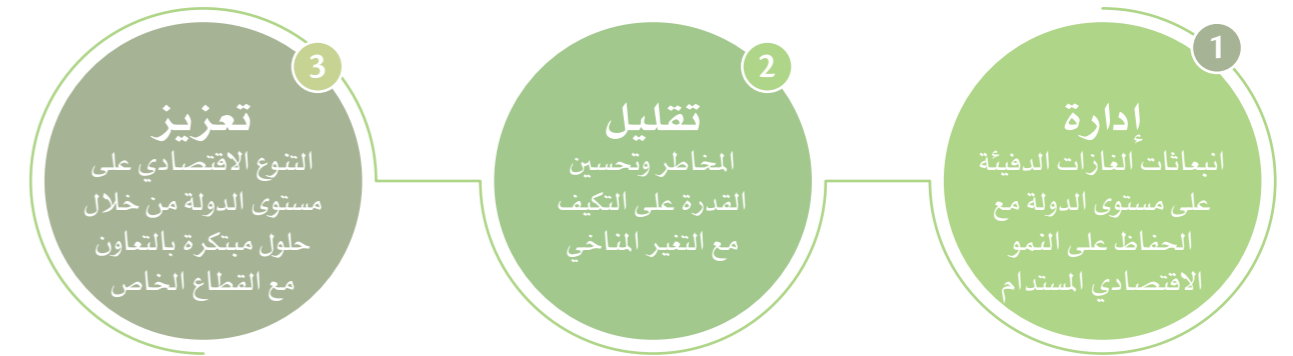 1
إدارة
انبعاثات الغازات الدفيئة
على مستوى الدولة مع
الحفاظ على النمو
الاقتصادي المستدام
2
تقليل
المخاطر وتحسين
القدرة على التكيف
مع التغير المناخي
3
تعزيز
التنوع الاقتصادي على
مستوى الدولة من خلال
حلول مبتكرة بالتعاون
مع القطاع الخاص